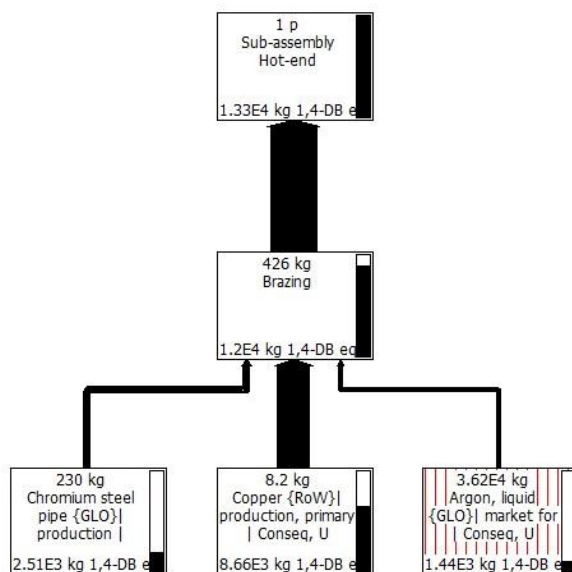 1 p
Sub-assembly
Hot-end
1.33E4 kg 1,4-DB e
426 kg
Brazing
1.2E4 kg 1,4-DB eq
230 kg
Chromium steel
pipe {GLO}|
production |
2.51E3 kg 1,4-DB e
8.2 kg
Copper {RoW}|
production, primary
| Conseq, U
8.66E3 kg 1,4-DB e
3.62E4 kg
Argon, liquid
{GLO}| market for
| Conseq, U
1.44E3 kg 1,4-DB e